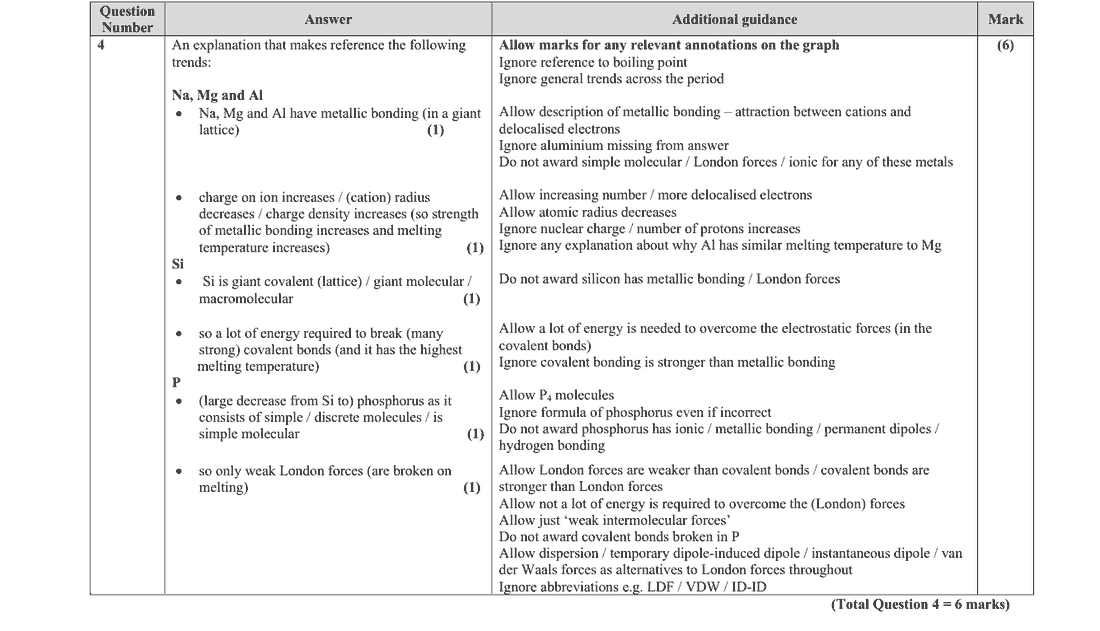 Question Number
Answer
Additional guidance
Mark
4
An explanation that makes reference the following
trends:
Na, Mg and Al
• Na, Mg and Al have metallic bonding (in a giant
lattice) (1)
• charge on ion increases / (cation) radius
decreases / charge density increases (so strength
of metallic bonding increases and melting
temperature increases) (1)
Si
• Si is giant covalent (lattice) / giant molecular /
macromolecular (1)
• so a lot of energy required to break (many
strong) covalent bonds (and it has the highest
melting temperature) (1)
P
• (large decrease from Si to) phosphorus as it
consists of simple / discrete molecules / is
simple molecular (1)
• so only weak London forces (are broken on
melting) (1)
Allow marks for any relevant annotations on the graph
Ignore reference to boiling point
Ignore general trends across the period
Allow description of metallic bonding – attraction between cations and
delocalised electrons
Ignore aluminium missing from answer
Do not award simple molecular / London forces / ionic for any of these metals
Allow increasing number / more delocalised electrons
Allow atomic radius decreases
Ignore nuclear charge / number of protons increases
Ignore any explanation about why Al has similar melting temperature to Mg
Do not award silicon has metallic bonding / London forces
Allow a lot of energy is needed to overcome the electrostatic forces (in the
covalent bonds)
Ignore covalent bonding is stronger than metallic bonding
Allow P₄ molecules
Ignore formula of phosphorus even if incorrect
Do not award phosphorus has ionic / metallic bonding / permanent dipoles /
hydrogen bonding
Allow London forces are weaker than covalent bonds / covalent bonds are
stronger than London forces
Allow not a lot of energy is required to overcome the (London) forces
Allow just ‘weak intermolecular forces’
Do not award covalent bonds broken in P
Allow dispersion / temporary dipole-induced dipole / instantaneous dipole / van
der Waals forces as alternatives to London forces throughout
Ignore abbreviations e.g. LDF / VDW / ID-ID
(6)
(Total Question 4 = 6 marks)